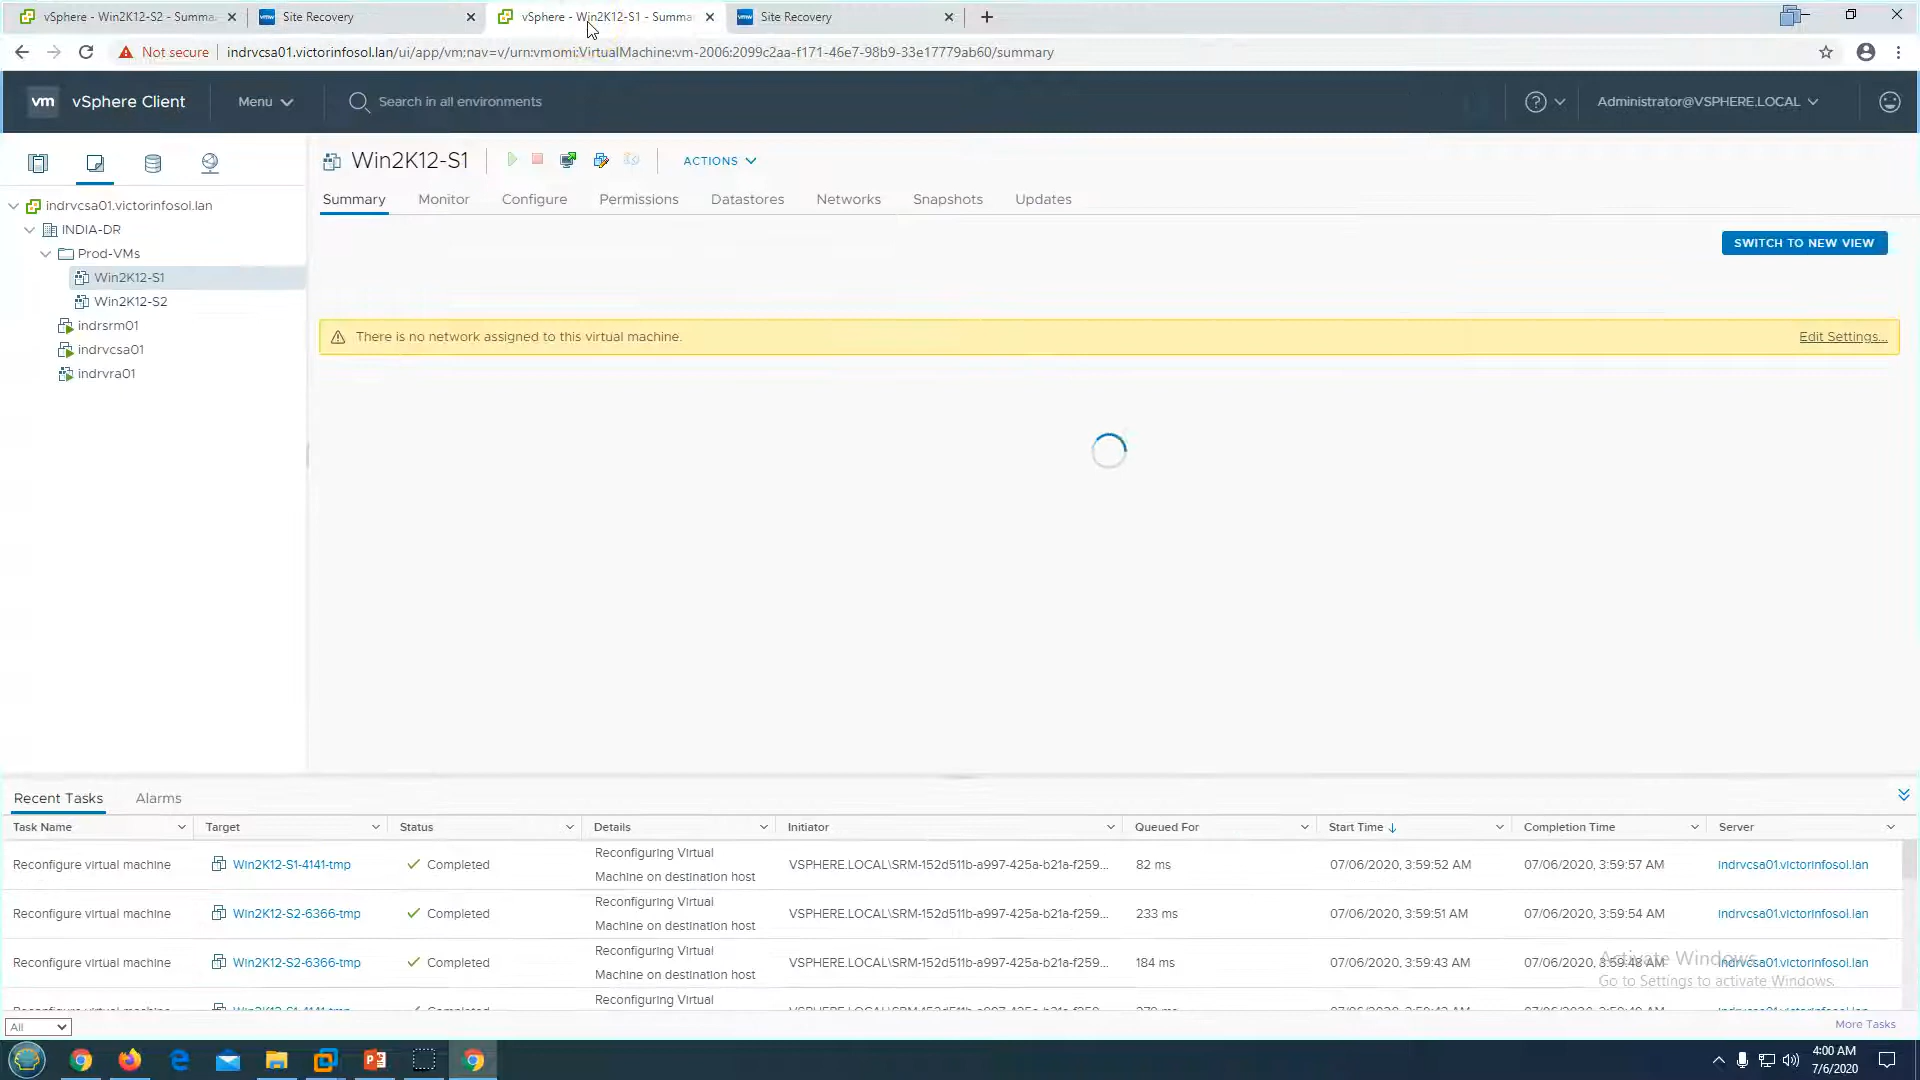 vSphere - Win2K12-S2 - Summa
Site Recovery
vSphere - Win2K12-S1 - Summa
Site Recovery
Not secure
indrvcsa01.victorinfosol.lan/ui/app/vm;nav=v/urn:vmomi:VirtualMachine:vm-2006:2099c2aa-f171-46e7-98b9-33e17779ab60/summary
vm
vSphere Client
Menu
Search in all environments
Administrator@VSPHERE.LOCAL
Win2K12-S1
ACTIONS
Summary
Monitor
Configure
Permissions
Datastores
Networks
Snapshots
Updates
indrvcsa01.victorinfosol.lan
INDIA-DR
Prod-VMs
Win2K12-S1
Win2K12-S2
indrsrm01
indrvcsa01
indrvra01
SWITCH TO NEW VIEW
There is no network assigned to this virtual machine.
Edit Settings...
Recent Tasks
Alarms
Task Name
Target
Status
Details
Initiator
Queued For
Start Time
Completion Time
Server
Reconfigure virtual machine
Win2K12-S1-4141-tmp
Completed
Reconfiguring Virtual
Machine on destination host
VSPHERE.LOCAL\SRM-152d511b-a997-425a-b21a-f259...
82 ms
07/06/2020, 3:59:52 AM
07/06/2020, 3:59:57 AM
indrvcsa01.victorinfosol.lan
Reconfigure virtual machine
Win2K12-S2-6366-tmp
Completed
Reconfiguring Virtual
Machine on destination host
VSPHERE.LOCAL\SRM-152d511b-a997-425a-b21a-f259...
233 ms
07/06/2020, 3:59:51 AM
07/06/2020, 3:59:54 AM
indrvcsa01.victorinfosol.lan
Reconfigure virtual machine
Win2K12-S2-6366-tmp
Completed
Reconfiguring Virtual
Machine on destination host
VSPHERE.LOCAL\SRM-152d511b-a997-425a-b21a-f259...
184 ms
07/06/2020, 3:59:43 AM
07/06/2020, 3:59:48 AM
indrvcsa01.victorinfosol.lan
Reconfiguring Virtual
Activate Windows
Go to Settings to activate Windows.
All
More Tasks
4:00 AM
7/6/2020